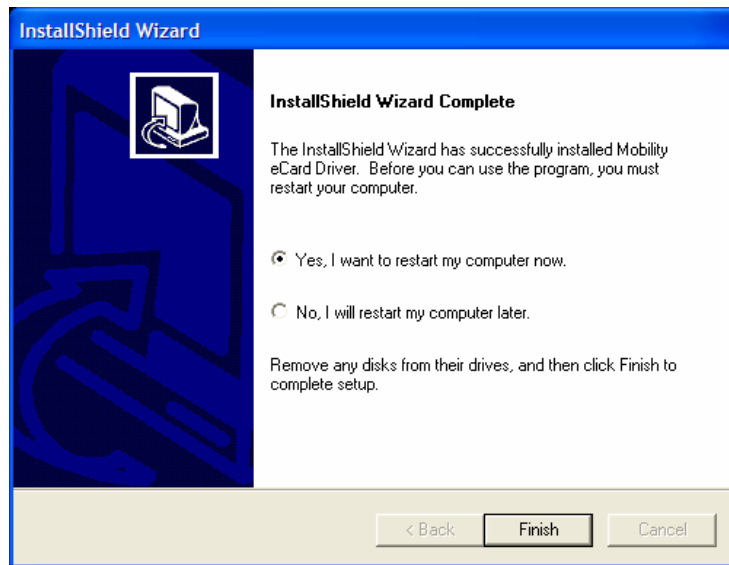 InstallShield Wizard
InstallShield Wizard Complete
The InstallShield Wizard has successfully installed Mobility
eCard Driver. Before you can use the program, you must
restart your computer.
Yes, I want to restart my computer now.
No, I will restart my computer later.
Remove any disks from their drives, and then click Finish to
complete setup.
< Back
Finish
Cancel